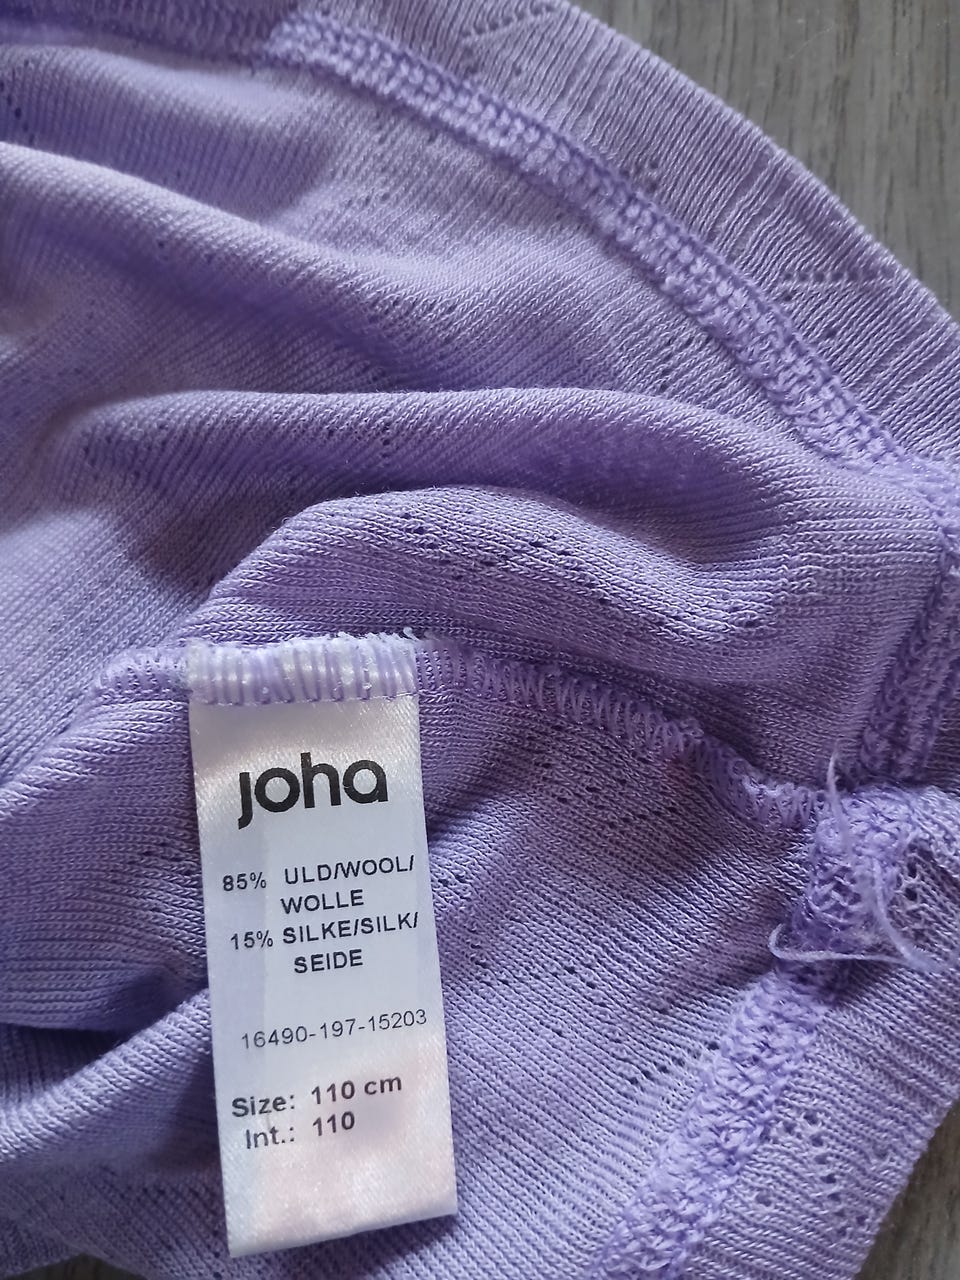 joha
85% ULD/WOOL/
WOLLE
15% SILKE/SILK/
SEIDE
16490-197-15203
Size: 110 cm
Int.: 110